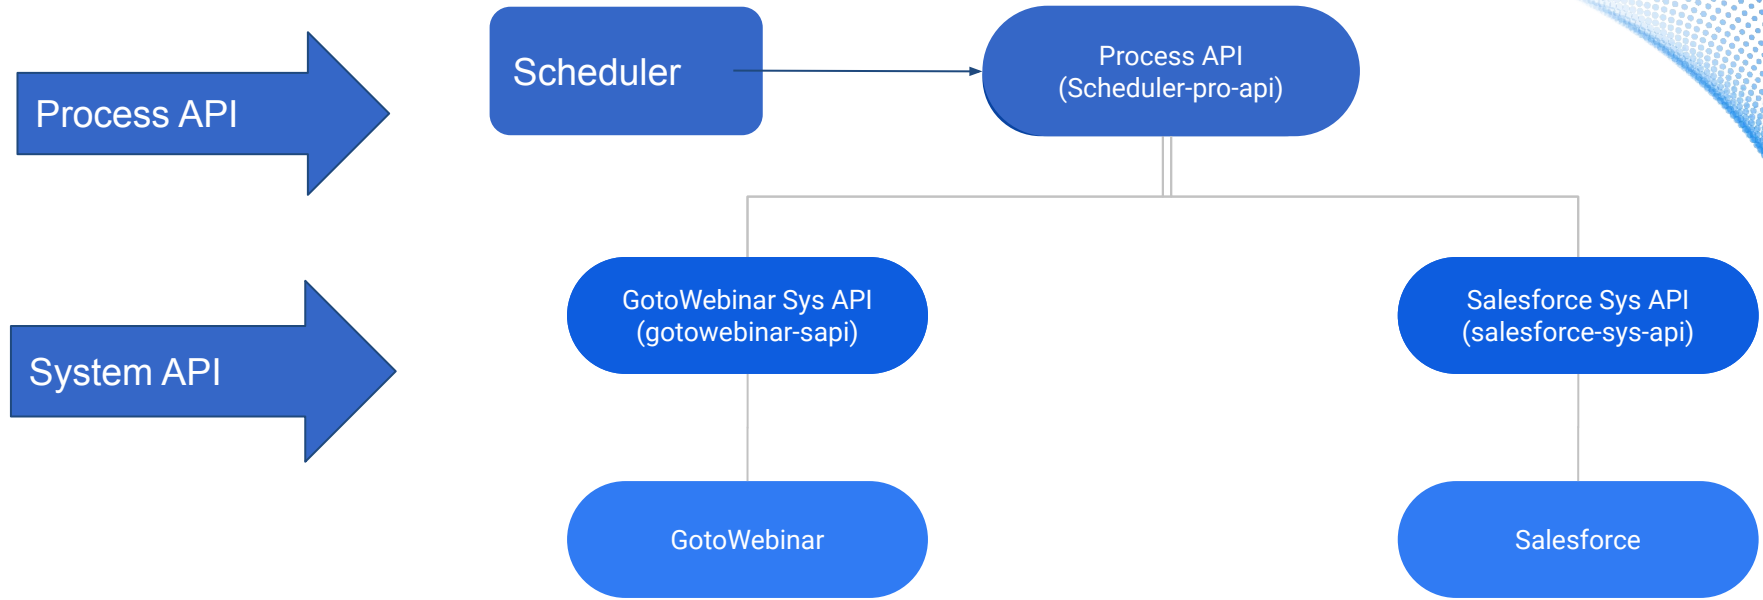 Process API
Scheduler
Process API
(Scheduler-pro-api)
System API
GotoWebinar Sys API
(gotowebinar-sapi)
Salesforce Sys API
(salesforce-sys-api)
GotoWebinar
Salesforce